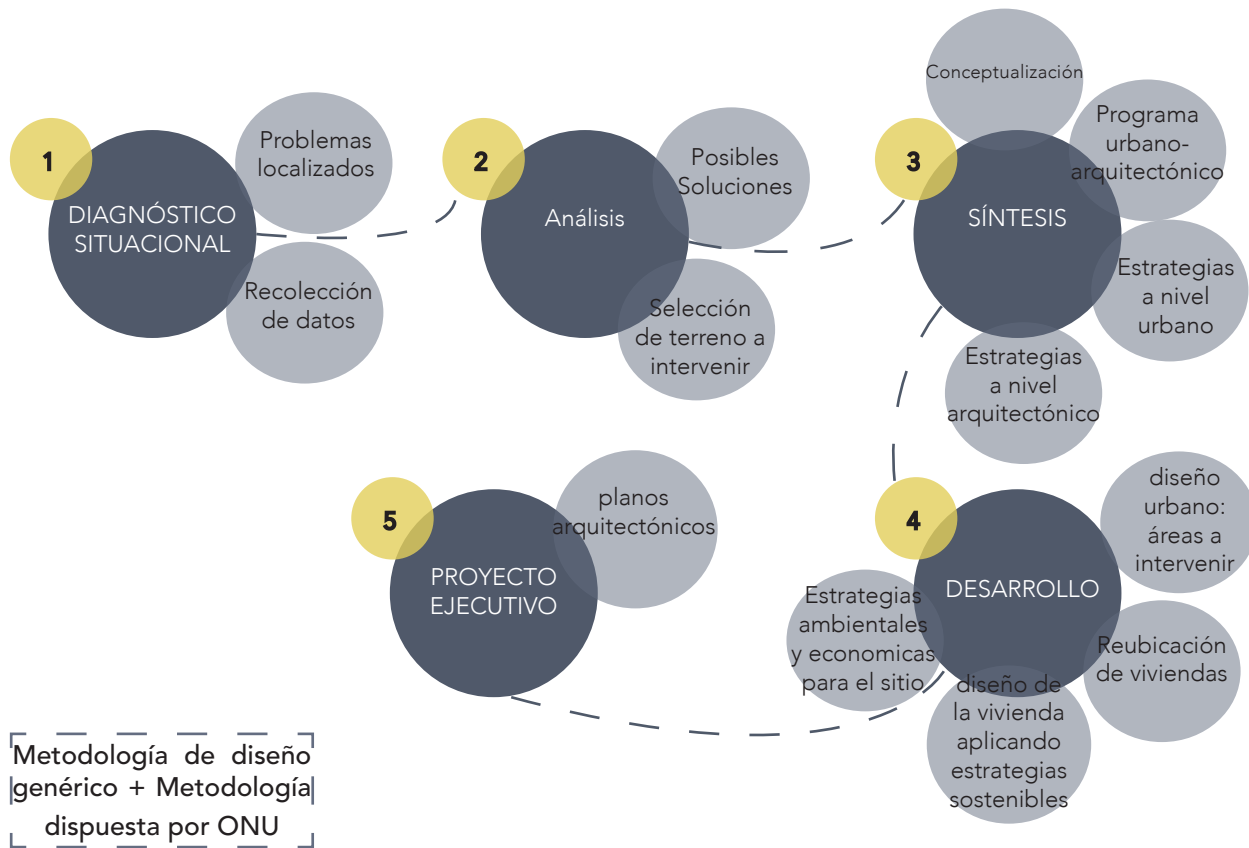 1
DIAGNÓSTICO
SITUACIONAL
Problemas
localizados
Recolección
de datos
2
Análisis
Posibles
Soluciones
Selección
de terreno a
intervenir
3
SÍNTESIS
Conceptualización
Programa
urbano-
arquitectónico
Estrategias
a nivel
urbano
Estrategias
a nivel
arquitectónico
4
DESARROLLO
diseño
urbano:
áreas a
intervenir
Reubicación
de viviendas
diseño de
la vivienda
aplicando
estrategias
sostenibles
Estrategias
ambientales
y economicas
para el sitio
5
PROYECTO
EJECUTIVO
planos
arquitectónicos
Metodología de diseño
genérico + Metodología
dispuesta por ONU